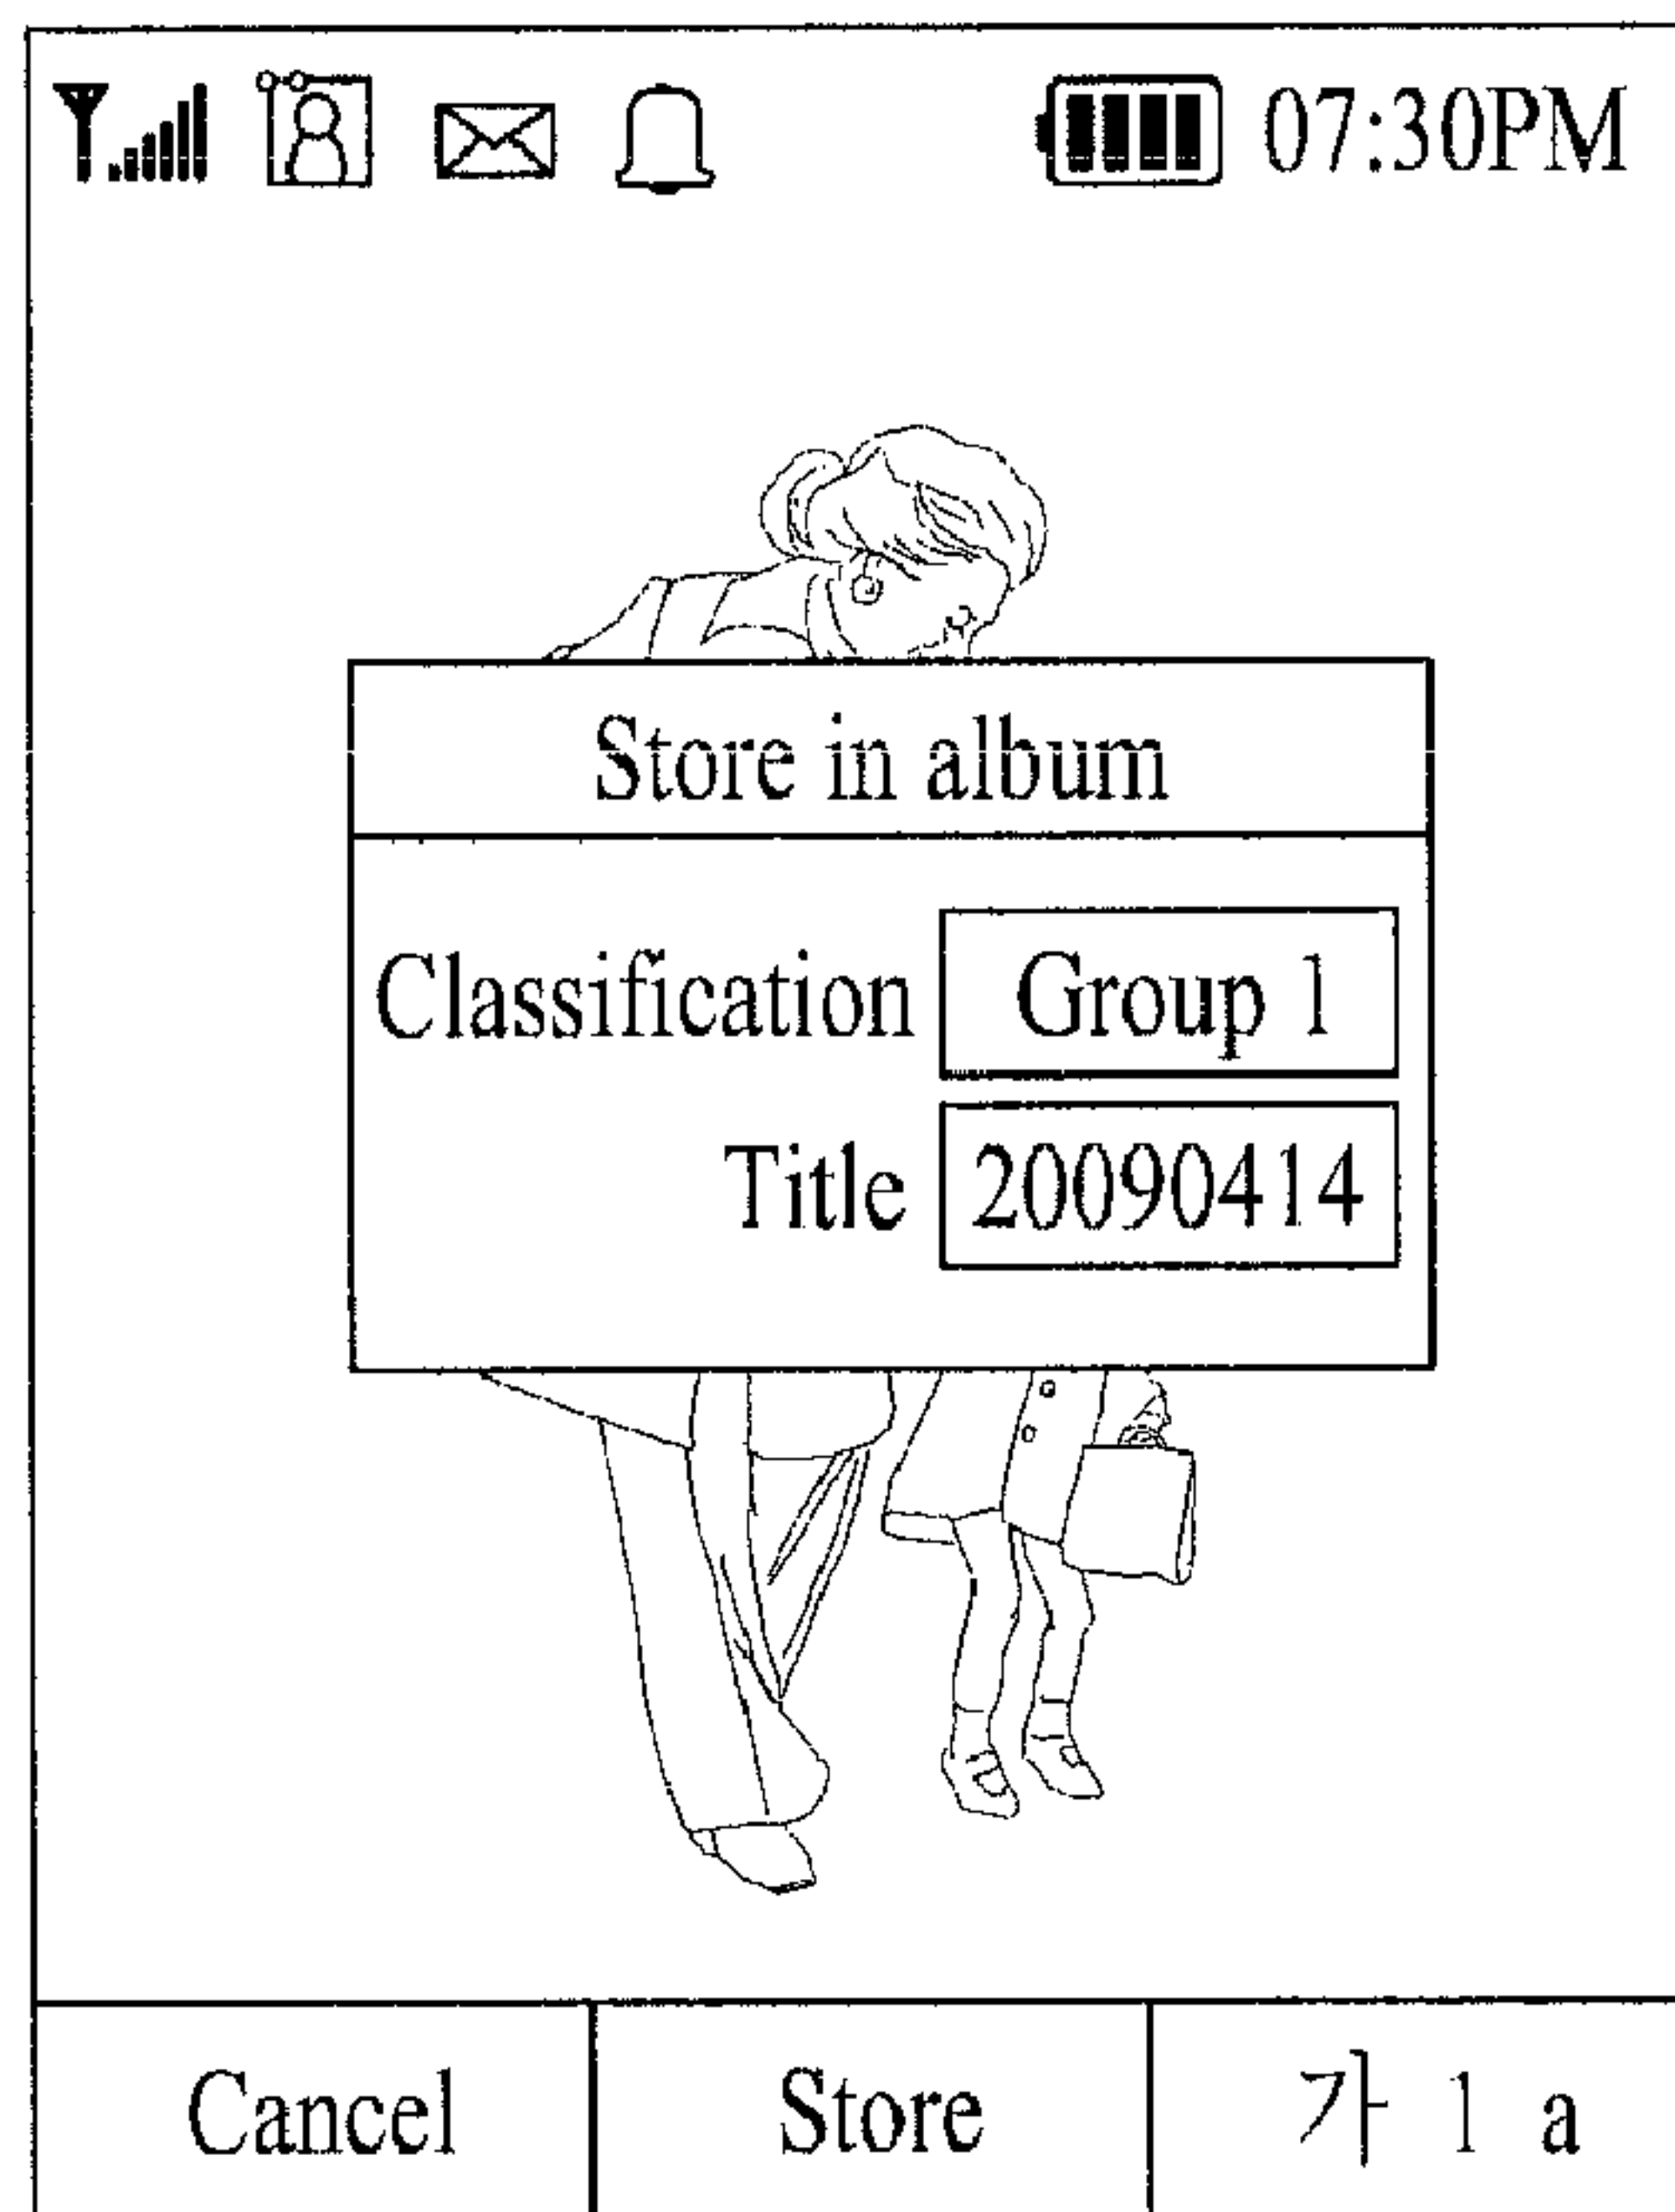 07:30PM
Store in album
Classification Group 1
Title 20090414
Cancel Store 가 1 a